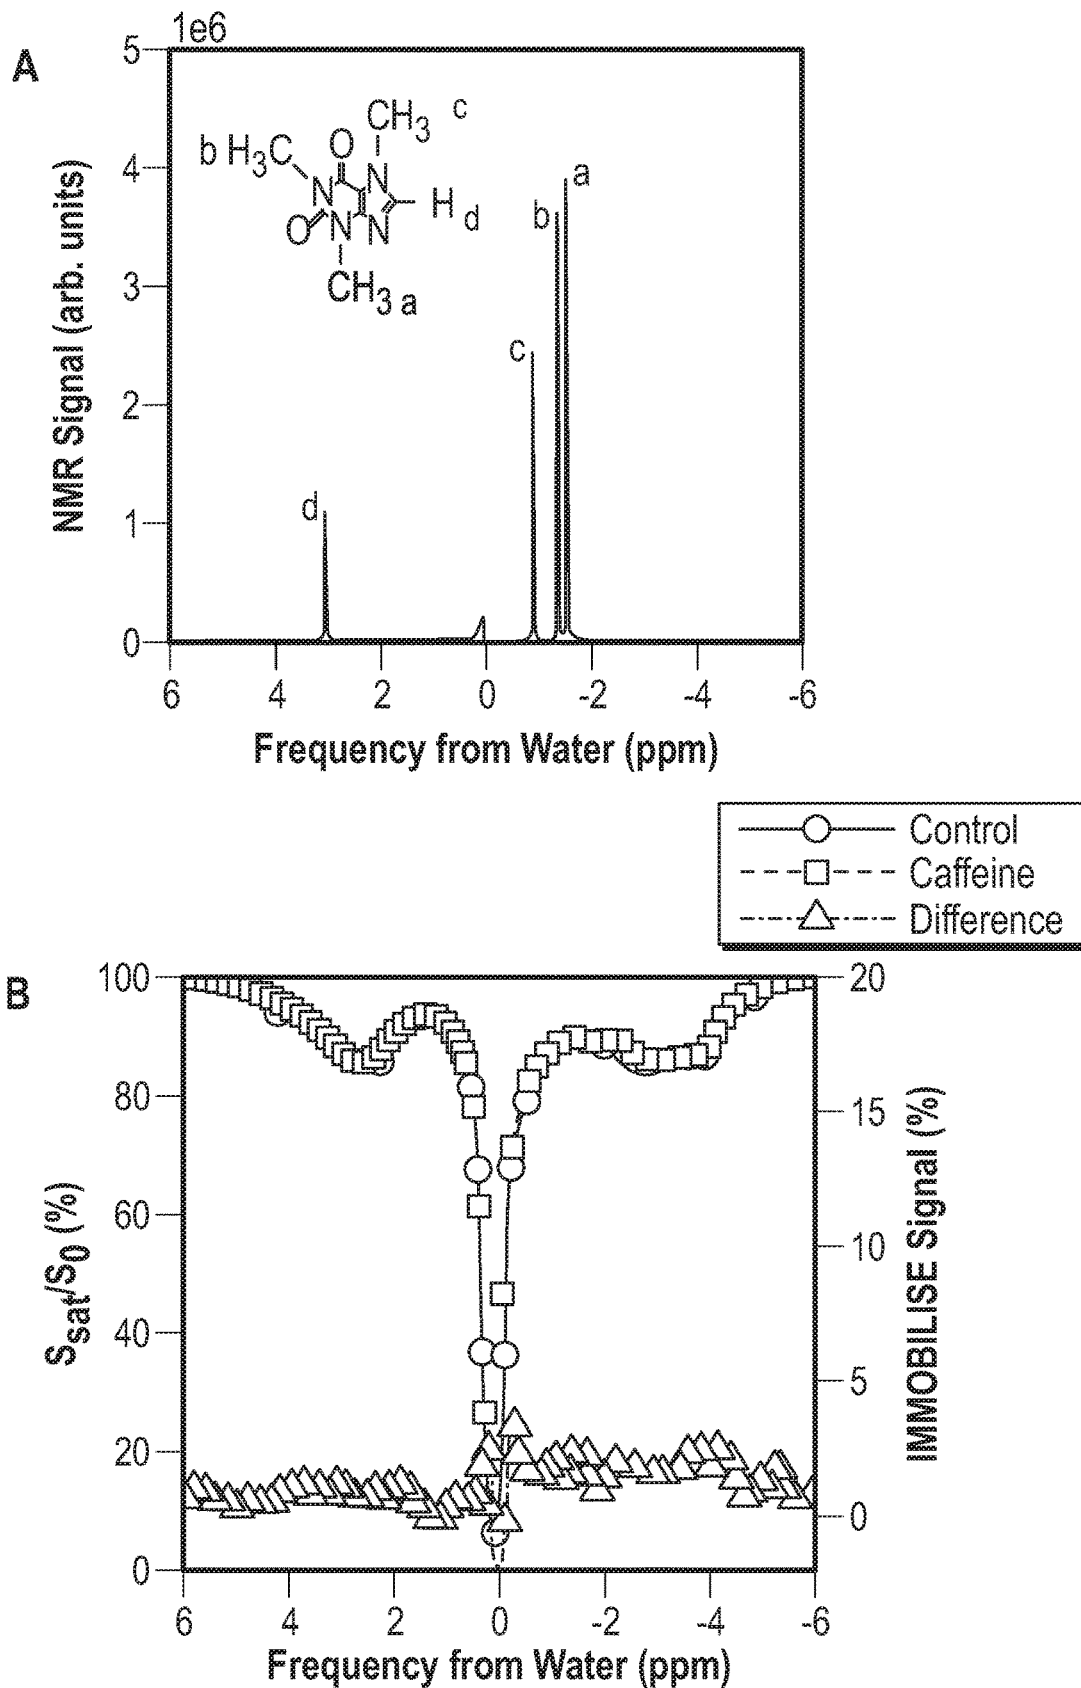 A
1e6
5
4
3
2
1
0
NMR Signal (arb. units)
CH3 c
b H3C
O
N
N
H d
O
N
N
CH3 a
a
b
c
d
6 4 2 0 -2 -4 -6
Frequency from Water (ppm)
Control
Caffeine
Difference
B
100
80
60
40
20
0
Ssat/S0 (%)
20
15
10
5
0
IMMOBILISE Signal (%)
6 4 2 0 -2 -4 -6
Frequency from Water (ppm)